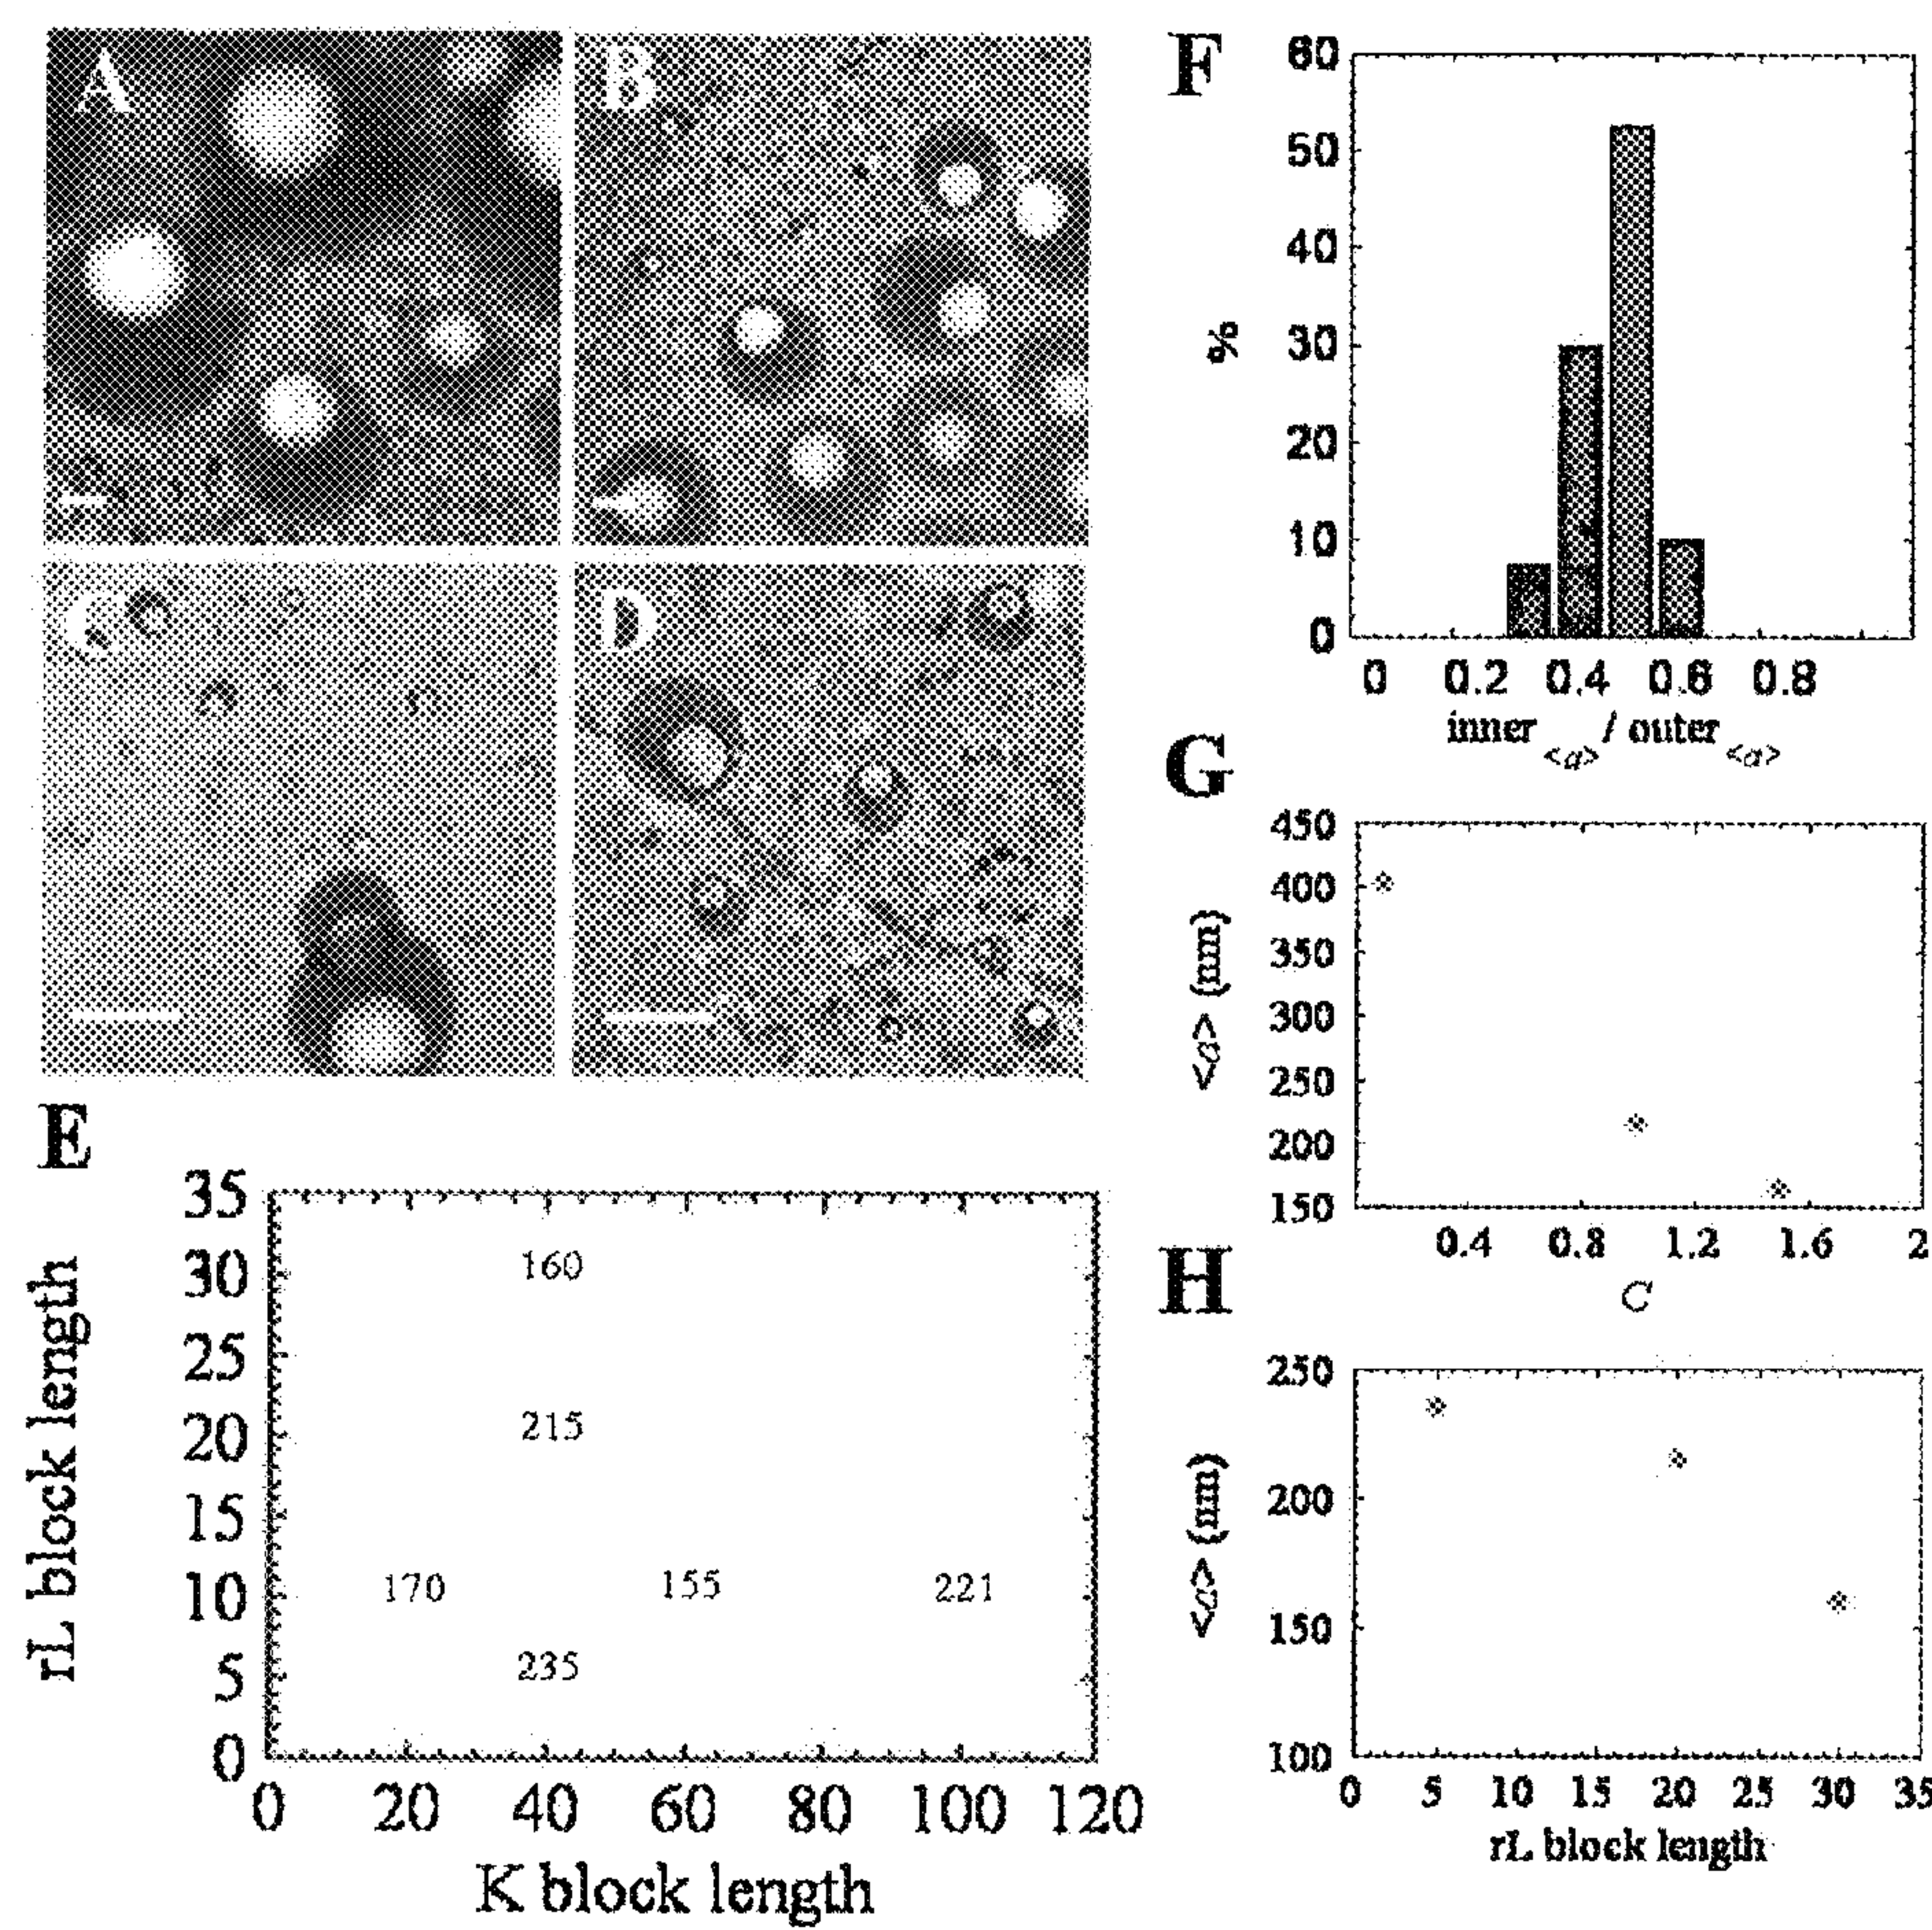 A
B
C
D
E
35
30
25
20
15
10
5
0
rL block length
160
215
170 155 221
235
0 20 40 60 80 100 120
K block length
F
60
50
40
30
20
10
0
%
0 0.2 0.4 0.6 0.8
inner <a> / outer <a>
G
450
400
350
300
250
200
150
<a> (nm)
0.4 0.8 1.2 1.6 2
C
H
250
200
150
100
<a> (nm)
0 5 10 15 20 25 30 35
rL block length